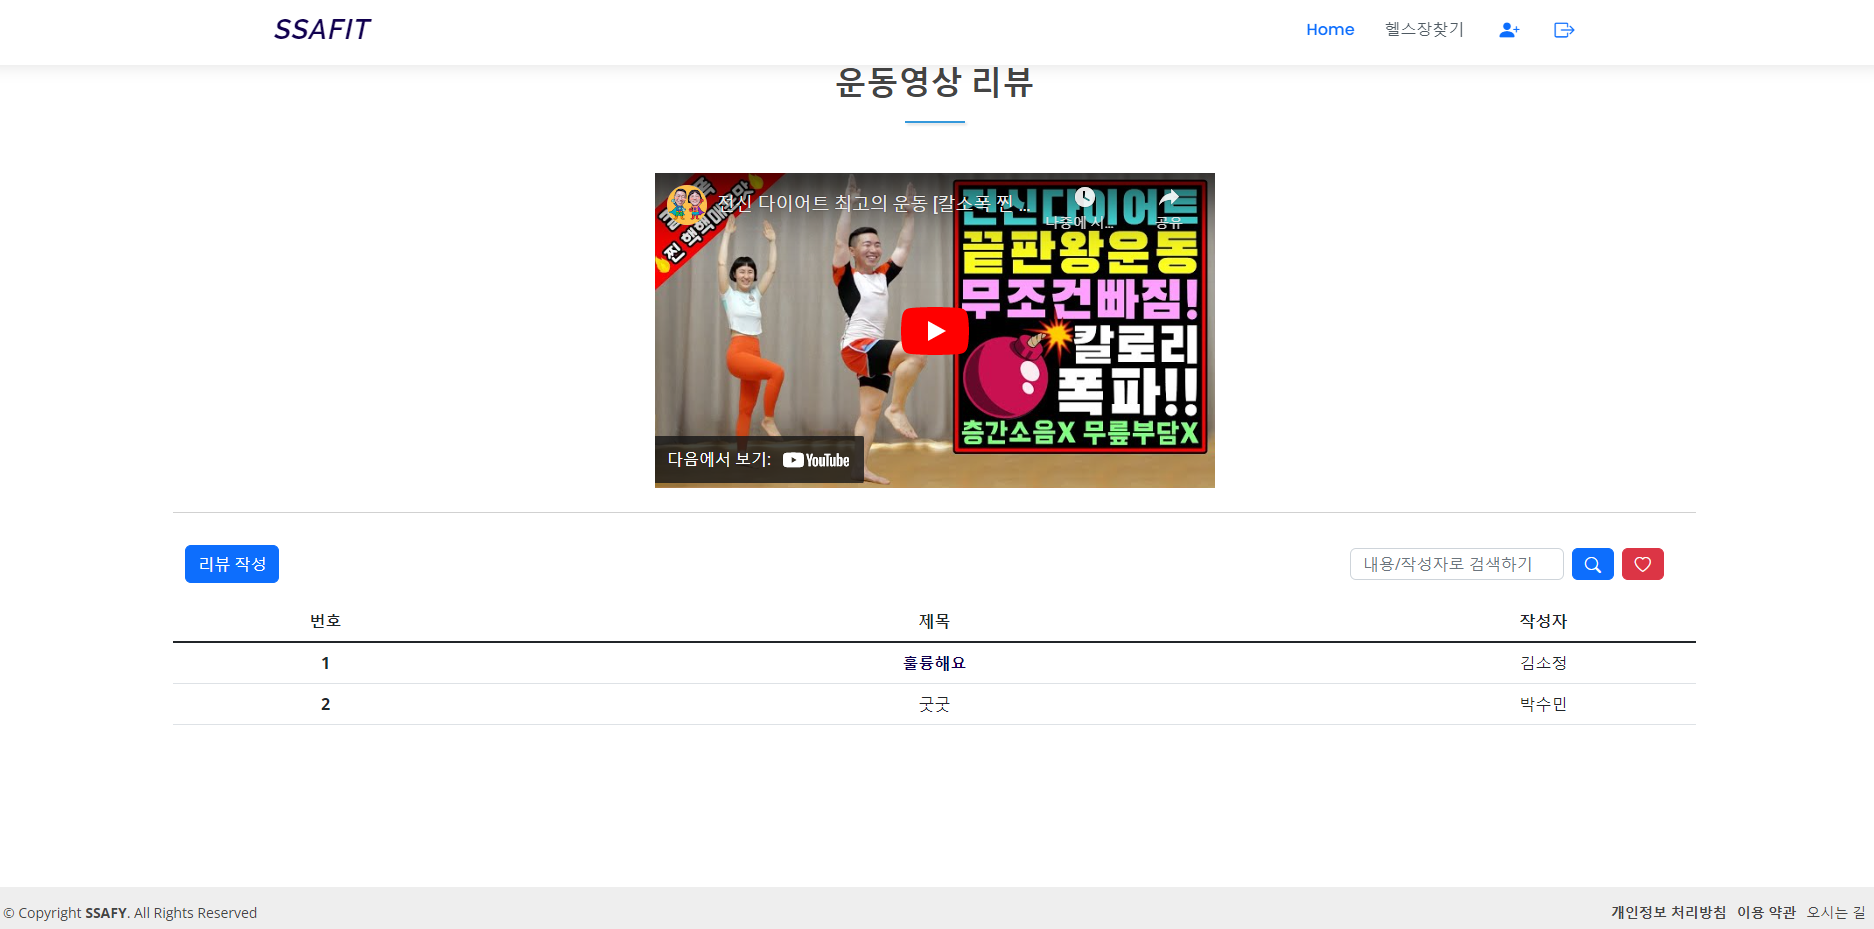 SSAFIT
Home 헬스장찾기
운동영상 리뷰
전신 다이어트 최고의 운동 [칼소폭 찐 ...
나중에 시...
공유
찐 핵핵매운맛
전신다이어트
끝판왕운동
무조건빠짐!
칼로리
폭파!!
층간소음X 무릎부담X
다음에서 보기: YouTube
리뷰 작성
내용/작성자로 검색하기
번호 제목 작성자
1 훌륭해요 김소정
2 굿굿 박수민
© Copyright SSAFY. All Rights Reserved
개인정보 처리방침 이용 약관 오시는 길